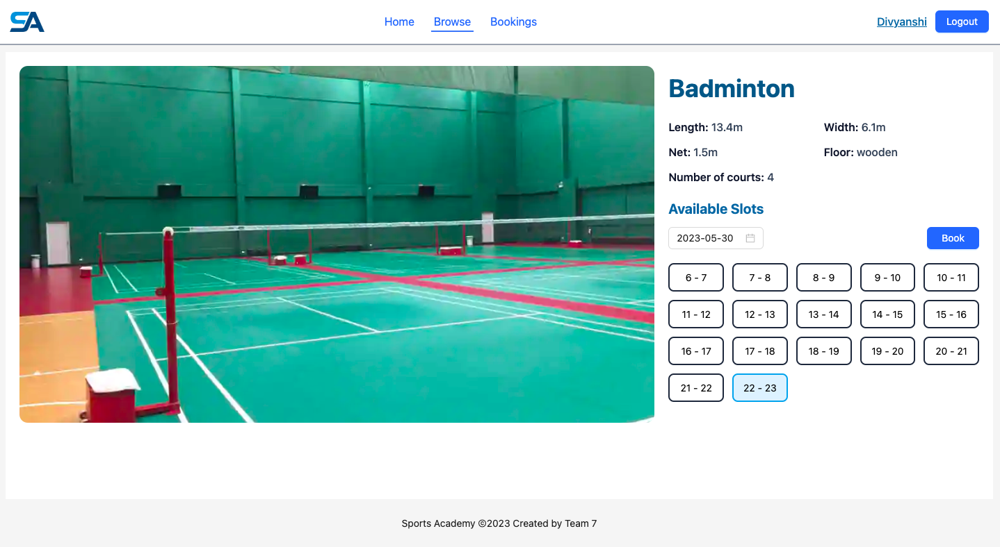 SA
Home Browse Bookings
Divyanshi Logout
Badminton
Length: 13.4m Width: 6.1m
Net: 1.5m Floor: wooden
Number of courts: 4
Available Slots
2023-05-30 Book
6 - 7 7 - 8 8 - 9 9 - 10 10 - 11
11 - 12 12 - 13 13 - 14 14 - 15 15 - 16
16 - 17 17 - 18 18 - 19 19 - 20 20 - 21
21 - 22 22 - 23
Sports Academy ©2023 Created by Team 7